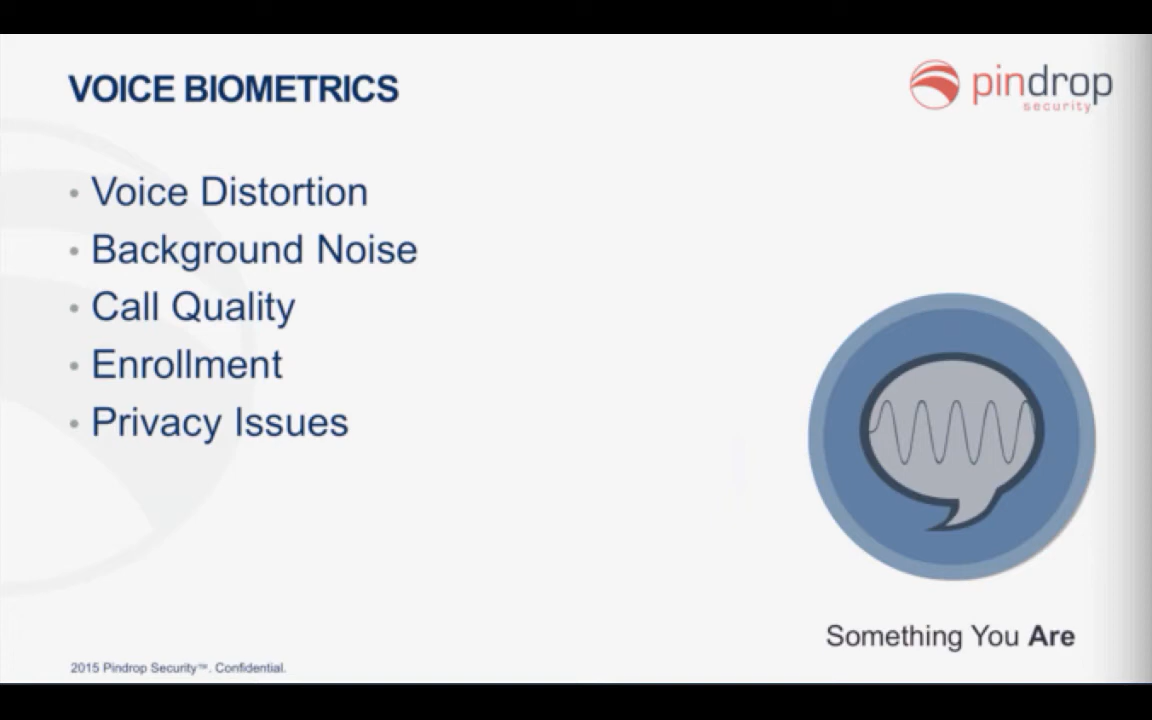 VOICE BIOMETRICS
pindrop
security
• Voice Distortion
• Background Noise
• Call Quality
• Enrollment
• Privacy Issues
Something You Are
2015 Pindrop Security™. Confidential.